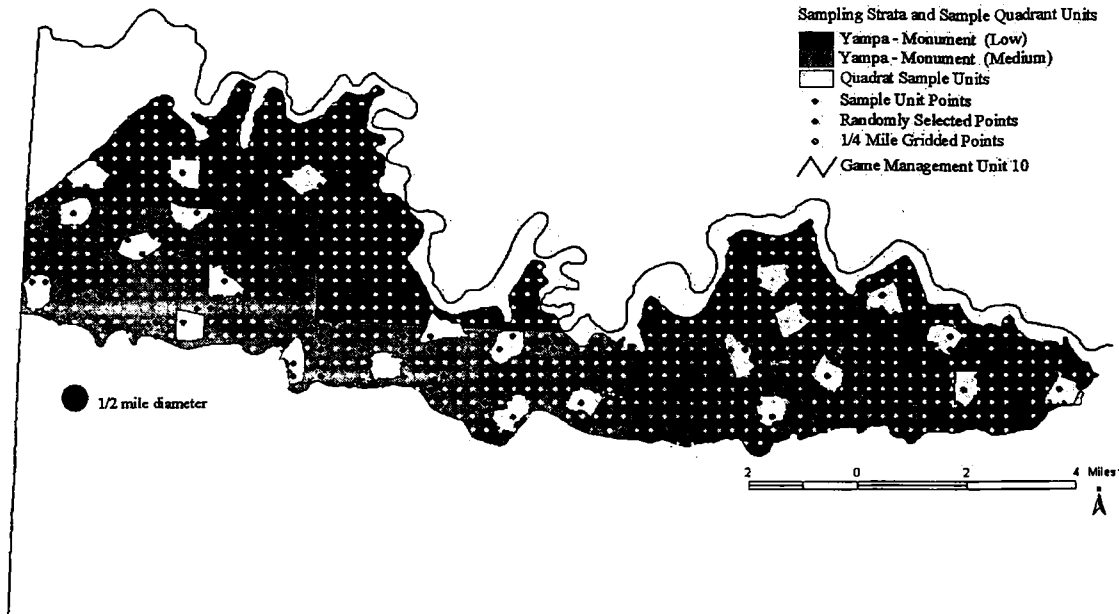 Sampling Strata and Sample Quadrant Units
Yampa - Monument (Low)
Yampa - Monument (Medium)
Quadrat Sample Units
Sample Unit Points
Randomly Selected Points
1/4 Mile Gridded Points
Game Management Unit 10
1/2 mile diameter
2 0 2 4 Miles